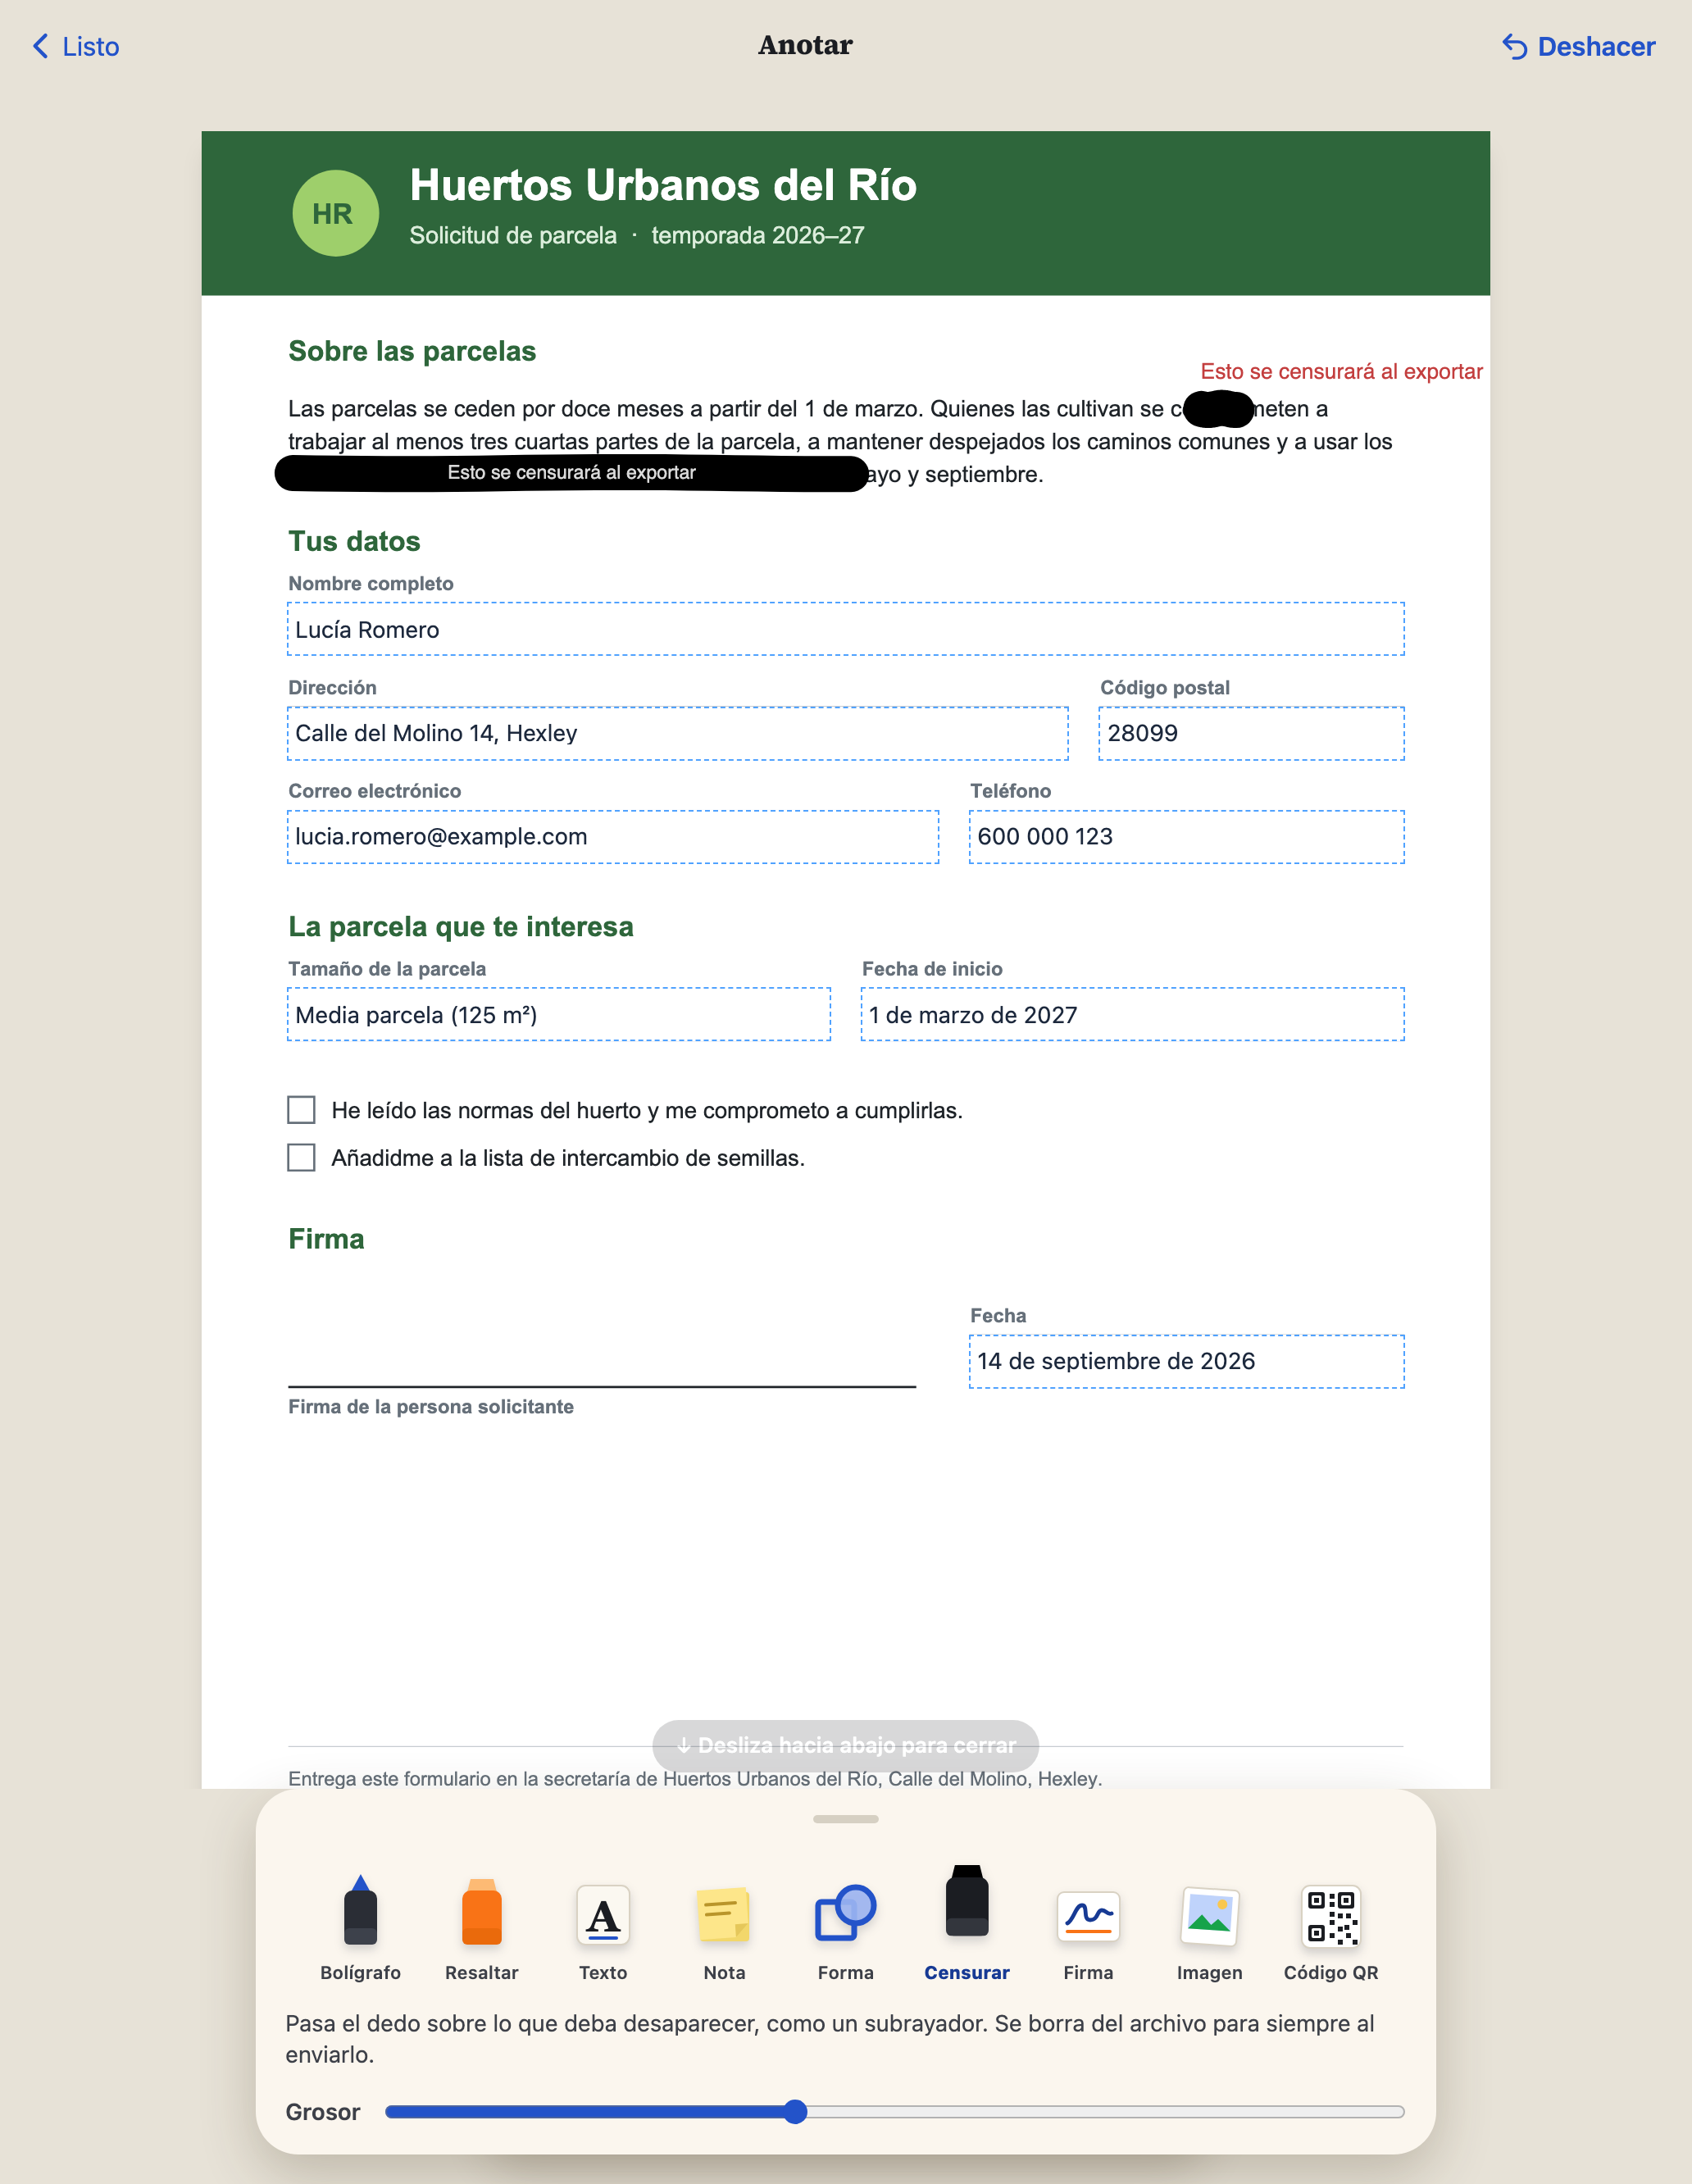 Listo
Anotar
Deshacer
HR
Huertos Urbanos del Río
Solicitud de parcela · temporada 2026–27
Sobre las parcelas
Esto se censurará al exportar
Las parcelas se ceden por doce meses a partir del 1 de marzo. Quienes las cultivan se c meten a
trabajar al menos tres cuartas partes de la parcela, a mantener despejados los caminos comunes y a usar los
Esto se censurará al exportar ayo y septiembre.
Tus datos
Nombre completo
Lucía Romero
Dirección Código postal
Calle del Molino 14, Hexley 28099
Correo electrónico Teléfono
lucia.romero@example.com 600 000 123
La parcela que te interesa
Tamaño de la parcela Fecha de inicio
Media parcela (125 m²) 1 de marzo de 2027
He leído las normas del huerto y me comprometo a cumplirlas.
Añadidme a la lista de intercambio de semillas.
Firma
Fecha
14 de septiembre de 2026
Firma de la persona solicitante
↓ Desliza hacia abajo para cerrar
Entrega este formulario en la secretaría de Huertos Urbanos del Río, Calle del Molino, Hexley.
A
Bolígrafo Resaltar Texto Nota Forma Censurar Firma Imagen Código QR
Pasa el dedo sobre lo que deba desaparecer, como un subrayador. Se borra del archivo para siempre al
enviarlo.
Grosor